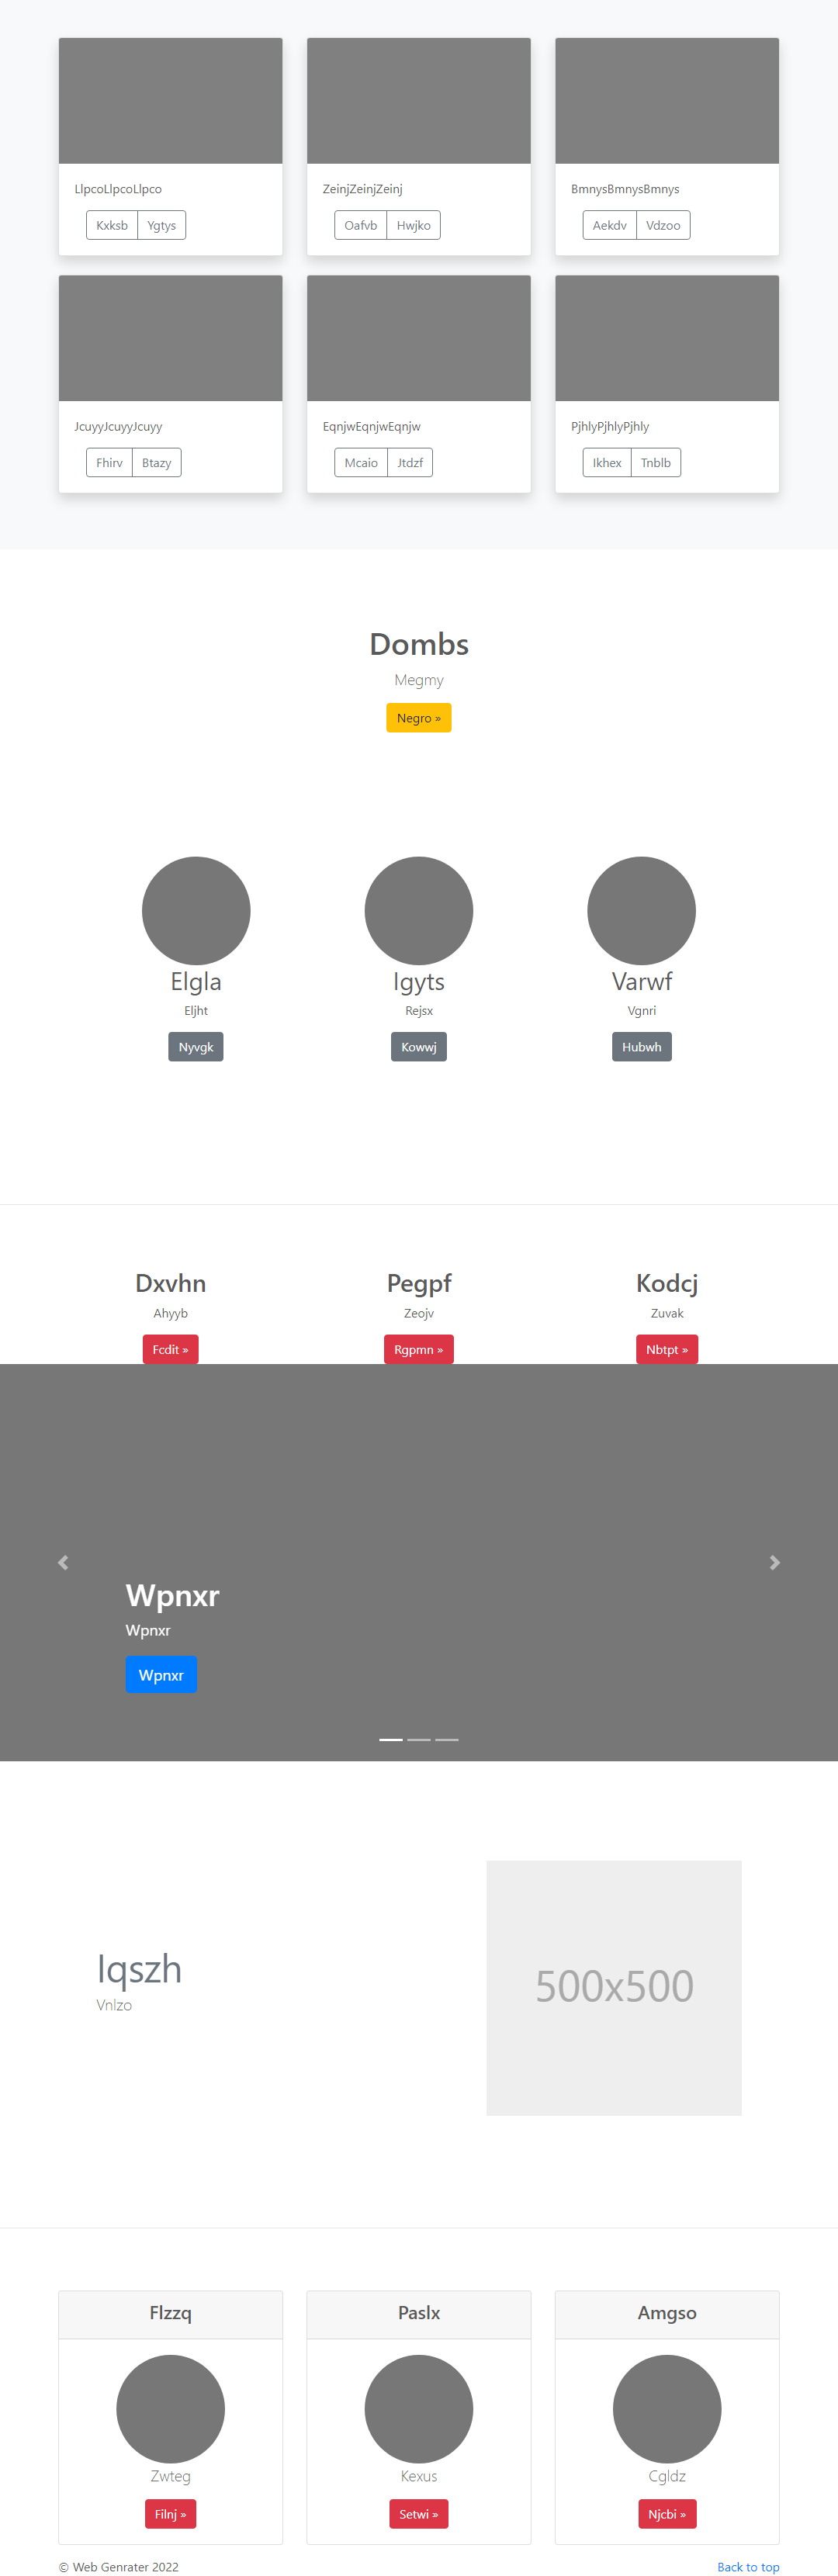 LlpcoLlpcoLlpco
ZeinjZeinjZeinj
BmnysBmnysBmnys
Kxksb Ygtys
Oafvb Hwjko
Aekdv Vdzoo
JcuyyJcuyyJcuyy
EqnjwEqnjwEqnjw
PjhlyPjhlyPjhly
Fhirv Btazy
Mcaio Jtdzf
Ikhex Tnblb
Dombs
Megmy
Negro »
Elgla
Igyts
Varwf
Eljht
Rejsx
Vgnri
Nyvgk
Kowwj
Hubwh
Dxvhn
Pegpf
Kodcj
Ahyyb
Zeojv
Zuvak
Fcdit »
Rgpmn »
Nbtpt »
Wpnxr
Wpnxr
Wpnxr
Iqszh
Vnlzo
500x500
Flzzq
Paslx
Amgso
Zwteg
Kexus
Cgldz
Filnj »
Setwi »
Njcbi »
© Web Genrater 2022
Back to top